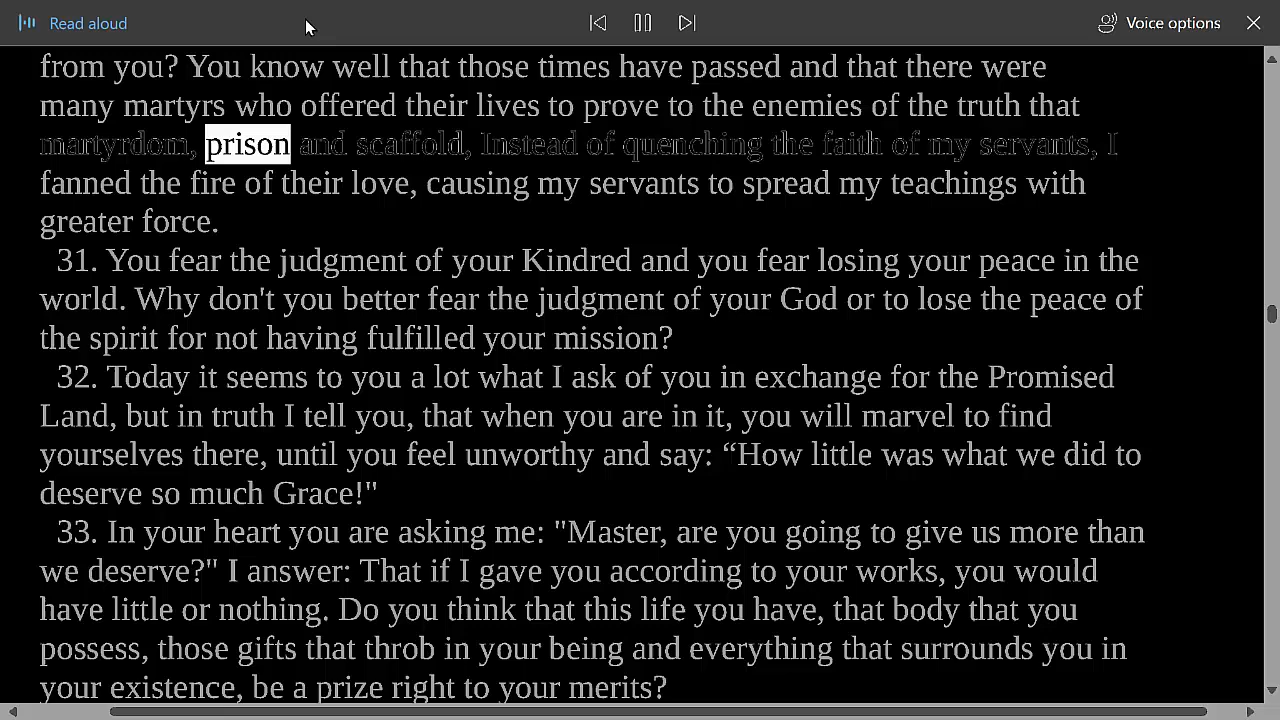 Read aloud
Voice options
from you? You know well that those times have passed and that there were
many martyrs who offered their lives to prove to the enemies of the truth that
martyrdom, prison and scaffold, Instead of quenching the faith of my servants, I
fanned the fire of their love, causing my servants to spread my teachings with
greater force.
31. You fear the judgment of your Kindred and you fear losing your peace in the
world. Why don't you better fear the judgment of your God or to lose the peace of
the spirit for not having fulfilled your mission?
32. Today it seems to you a lot what I ask of you in exchange for the Promised
Land, but in truth I tell you, that when you are in it, you will marvel to find
yourselves there, until you feel unworthy and say: “How little was what we did to
deserve so much Grace!"
33. In your heart you are asking me: "Master, are you going to give us more than
we deserve?" I answer: That if I gave you according to your works, you would
have little or nothing. Do you think that this life you have, that body that you
possess, those gifts that throb in your being and everything that surrounds you in
your existence, be a prize right to your merits?